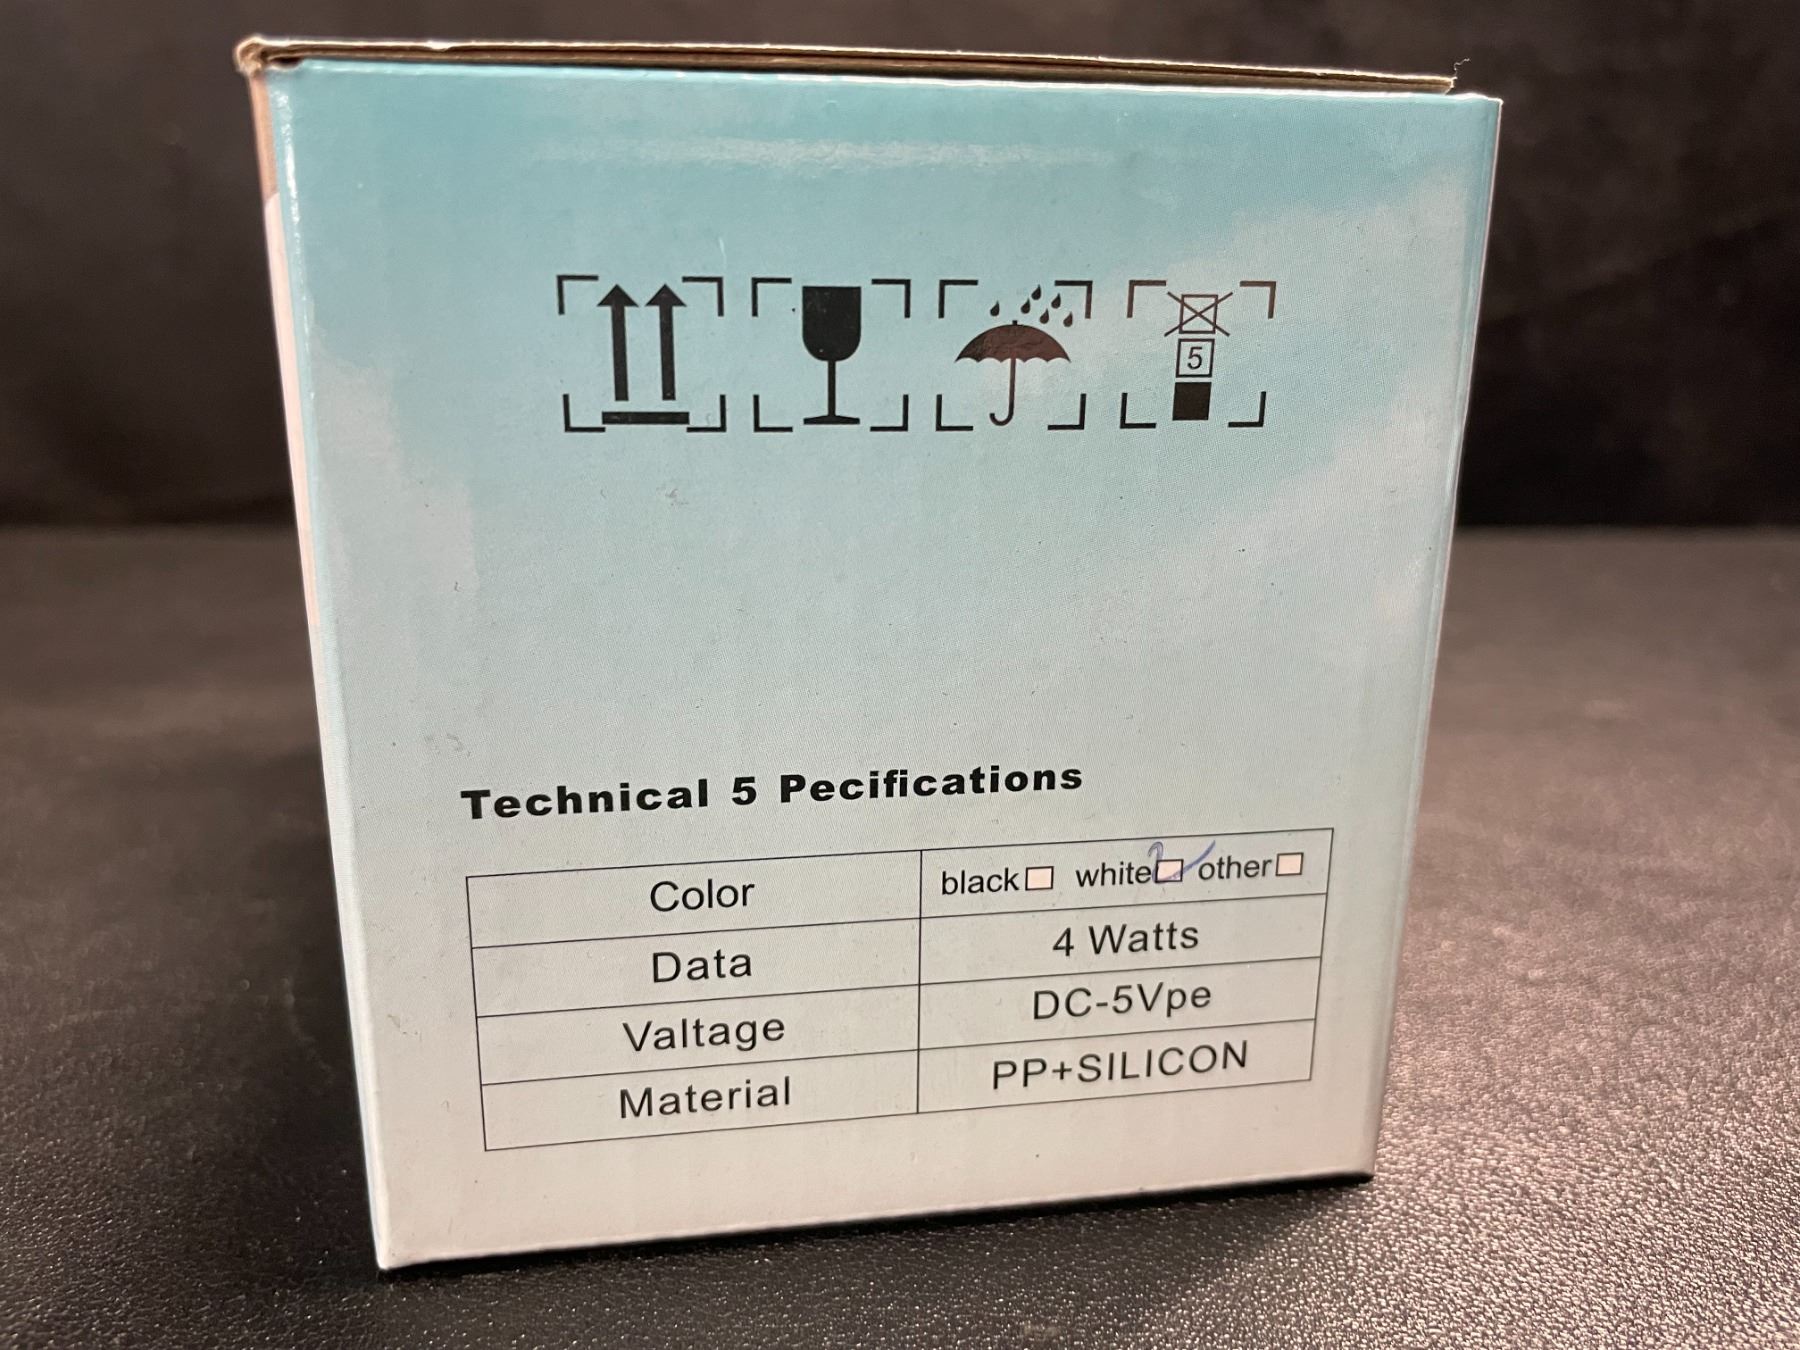 5
Technical 5 Pecifications
Color black white other
Data 4 Watts
Valtage DC-5Vpe
Material PP+SILICON